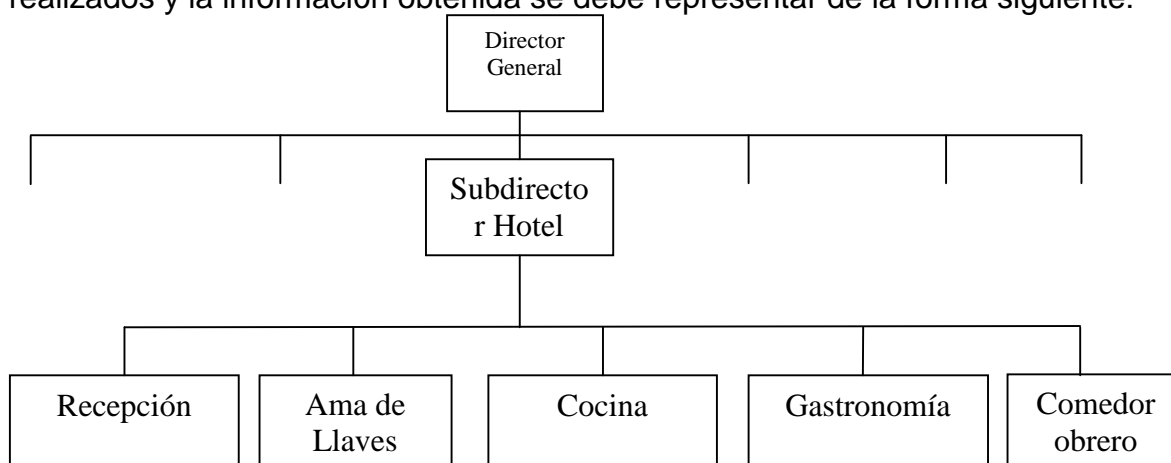 realizados y la información obtenida se debe representar de la forma siguiente:
Director
General
Subdirecto
r Hotel
Recepción
Ama de
Llaves
Cocina
Gastronomía
Comedor
obrero